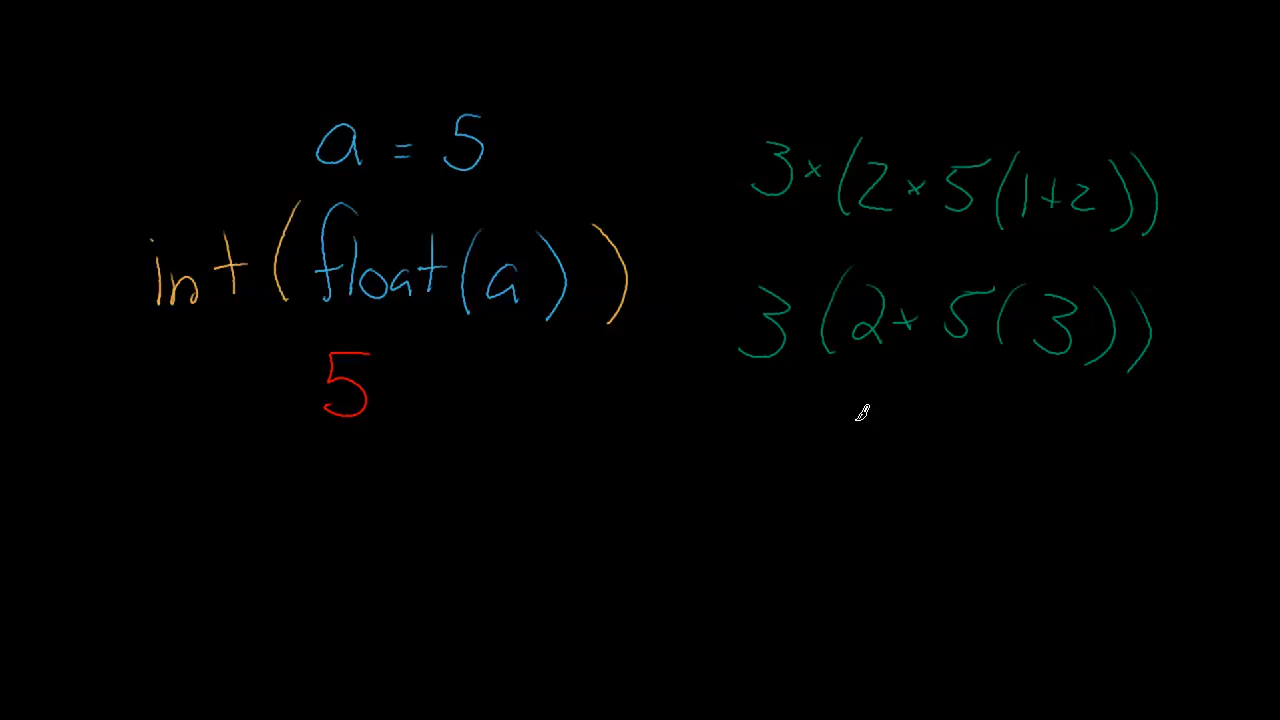 a = 5
int(float(a))
5
3×(2×5(1+2))
3(2×5(3))